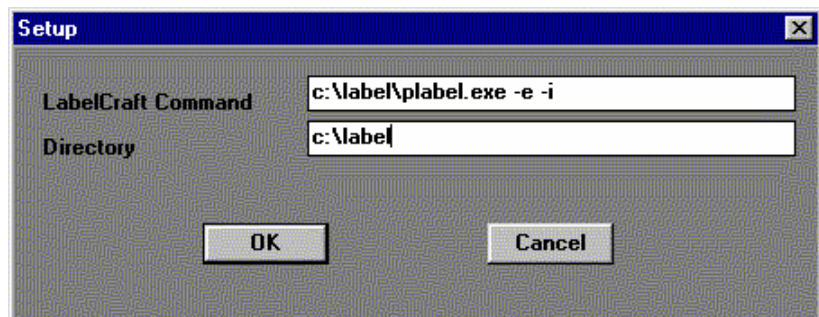 Setup
LabelCraft Command c:\label\plabel.exe -e -i
Directory c:\label
OK Cancel